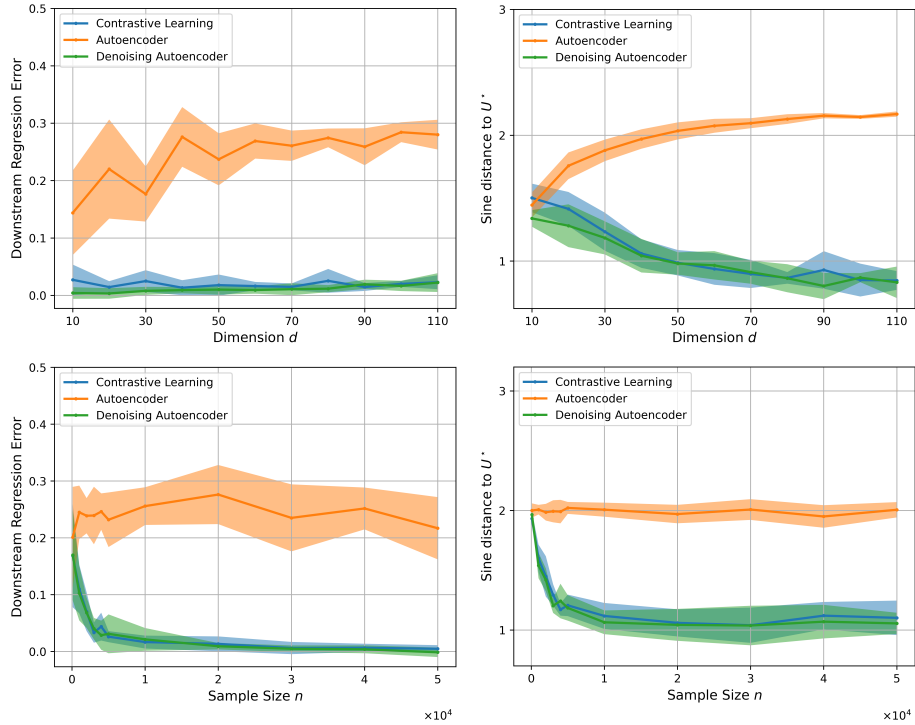 0.5
0.4
0.3
0.2
0.1
0.0
Downstream Regression Error
Contrastive Learning
Autoencoder
Denoising Autoencoder
10 30 50 70 90 110
Dimension d
3
2
1
Sine distance to U*
Contrastive Learning
Autoencoder
Denoising Autoencoder
10 30 50 70 90 110
Dimension d
0.5
0.4
0.3
0.2
0.1
0.0
Downstream Regression Error
Contrastive Learning
Autoencoder
Denoising Autoencoder
0 1 2 3 4 5
Sample Size n
×10⁴
3
2
1
Sine distance to U*
Contrastive Learning
Autoencoder
Denoising Autoencoder
0 1 2 3 4 5
Sample Size n
×10⁴